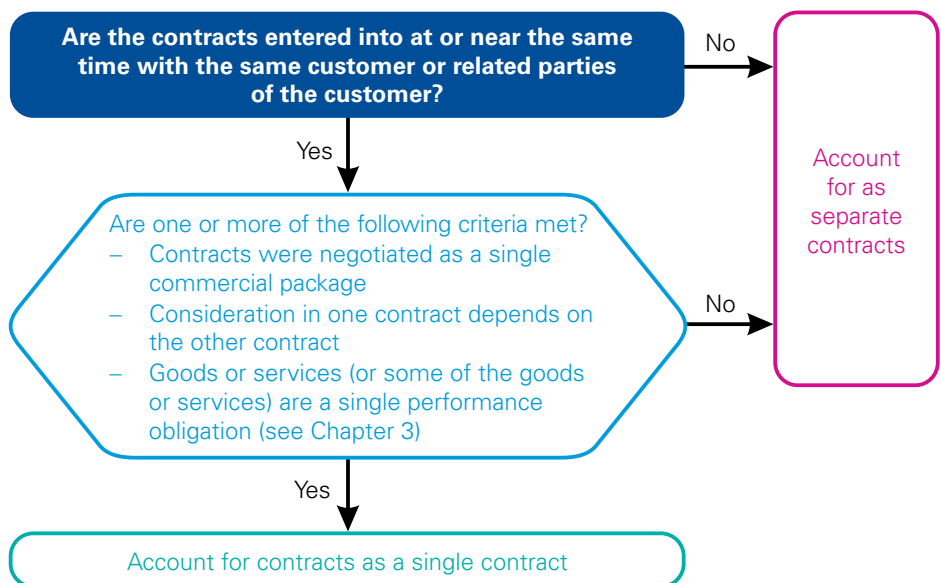 Are the contracts entered into at or near the same
time with the same customer or related parties
of the customer?
No
Yes
Account
for as
separate
contracts
Are one or more of the following criteria met?
– Contracts were negotiated as a single
commercial package
– Consideration in one contract depends on
the other contract
– Goods or services (or some of the goods
or services) are a single performance
obligation (see Chapter 3)
No
Yes
Account for contracts as a single contract